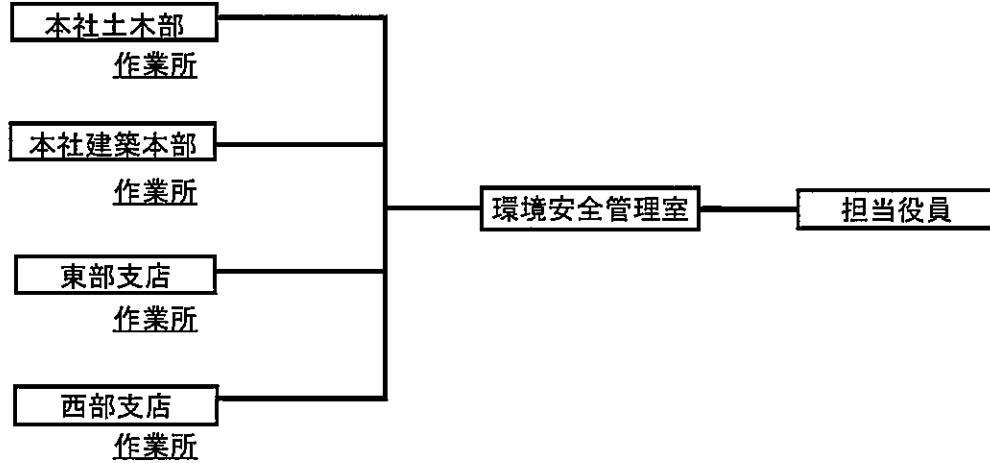 本社土木部
作業所
本社建築本部
作業所
環境安全管理室
担当役員
東部支店
作業所
西部支店
作業所